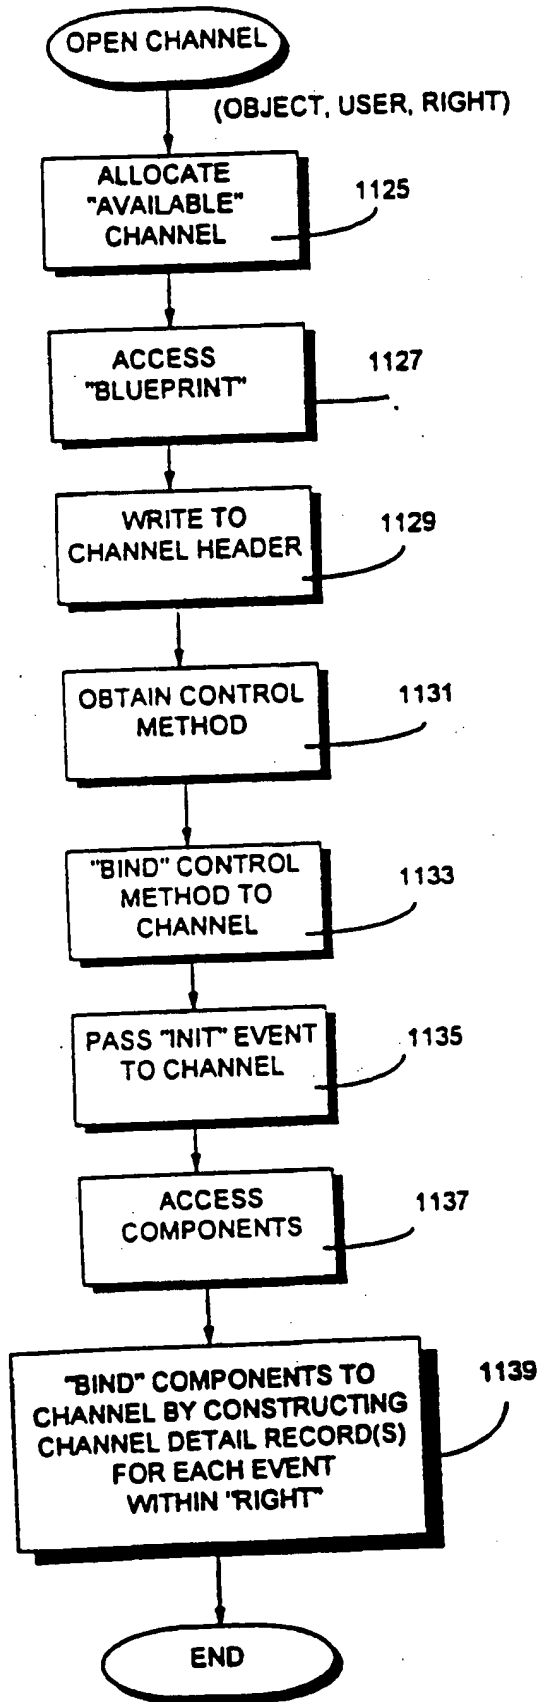 OPEN CHANNEL
(OBJECT, USER, RIGHT)
ALLOCATE
"AVAILABLE"
CHANNEL
1125
ACCESS
"BLUEPRINT"
1127
WRITE TO
CHANNEL HEADER
1129
OBTAIN CONTROL
METHOD
1131
"BIND" CONTROL
METHOD TO
CHANNEL
1133
PASS "INIT" EVENT
TO CHANNEL
1135
ACCESS
COMPONENTS
1137
"BIND" COMPONENTS TO
CHANNEL BY CONSTRUCTING
CHANNEL DETAIL RECORD(S)
FOR EACH EVENT
WITHIN "RIGHT"
1139
END